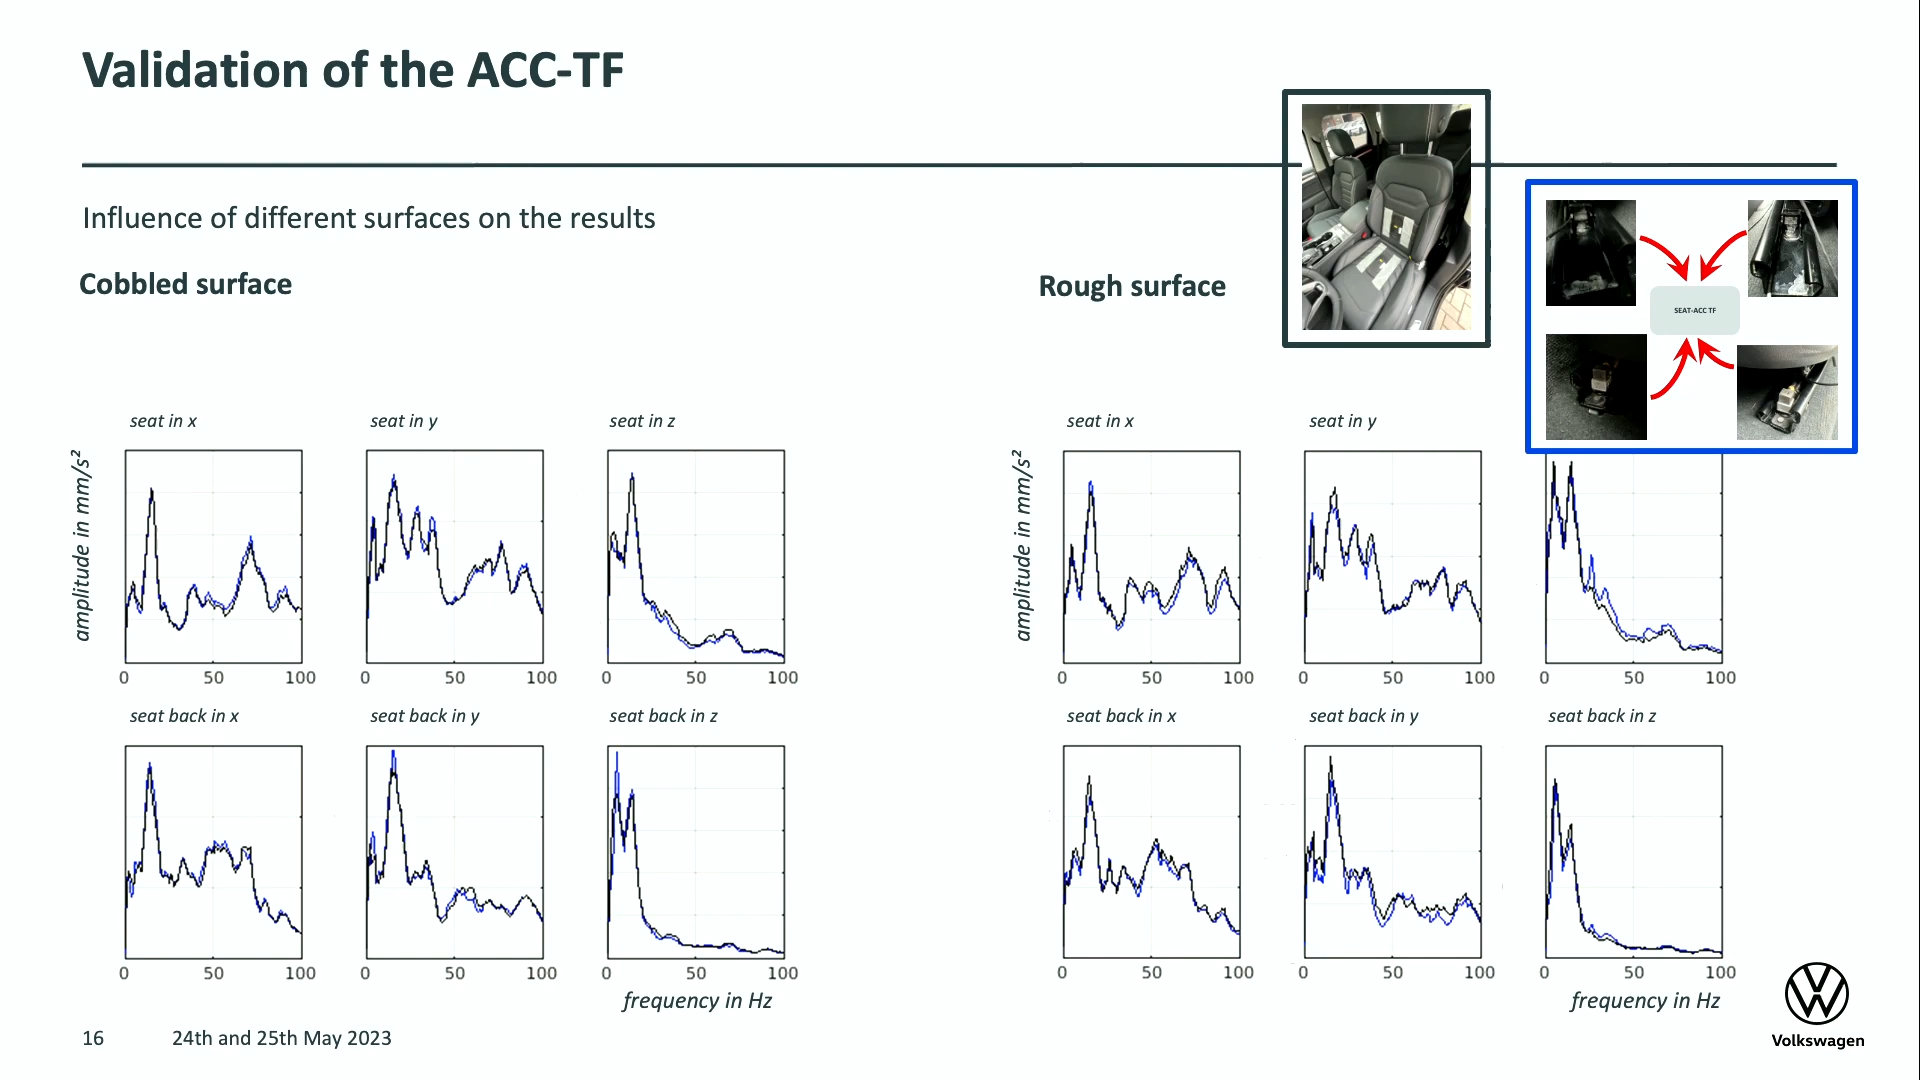 Validation of the ACC-TF
Influence of different surfaces on the results
Cobbled surface
Rough surface
SEAT-ACC TF
seat in x
seat in y
seat in z
seat in x
seat in y
amplitude in mm/s²
amplitude in mm/s²
0 50 100
0 50 100
0 50 100
0 50 100
0 50 100
0 50 100
seat back in x
seat back in y
seat back in z
seat back in x
seat back in y
seat back in z
0 50 100
0 50 100
0 50 100
0 50 100
0 50 100
0 50 100
frequency in Hz
frequency in Hz
16
24th and 25th May 2023
Volkswagen